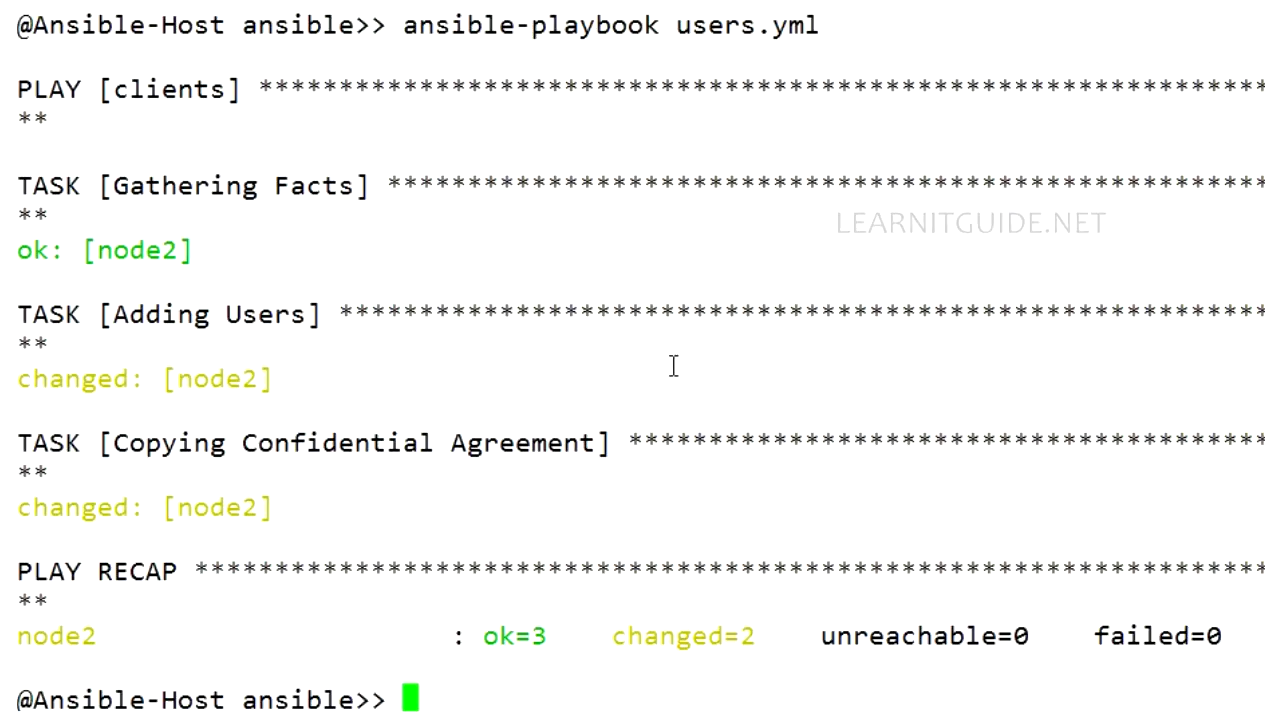 @Ansible-Host ansible>> ansible-playbook users.yml
PLAY [clients] ***************************************************************
**
TASK [Gathering Facts] *******************************************************
**
LEARNITGUIDE.NET
ok: [node2]
TASK [Adding Users] **********************************************************
**
changed: [node2]
TASK [Copying Confidential Agreement] ****************************************
**
changed: [node2]
PLAY RECAP *******************************************************************
**
node2 : ok=3 changed=2 unreachable=0 failed=0
@Ansible-Host ansible>>